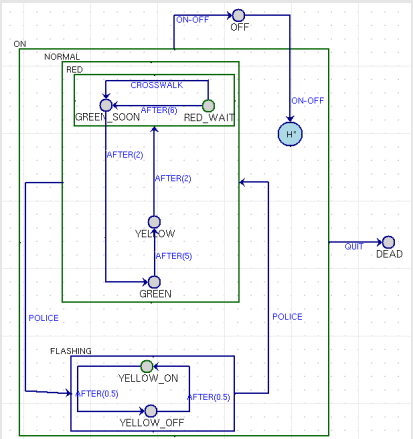 ON-OFF
OFF
ON
NORMAL
RED
CROSSWALK
AFTER(6)
GREEN_SOON
RED_WAIT
ON-OFF
H*
AFTER(2)
AFTER(2)
YELLOW
AFTER(5)
GREEN
QUIT
DEAD
POLICE
POLICE
FLASHING
YELLOW_ON
AFTER(0.5)
AFTER(0.5)
YELLOW_OFF